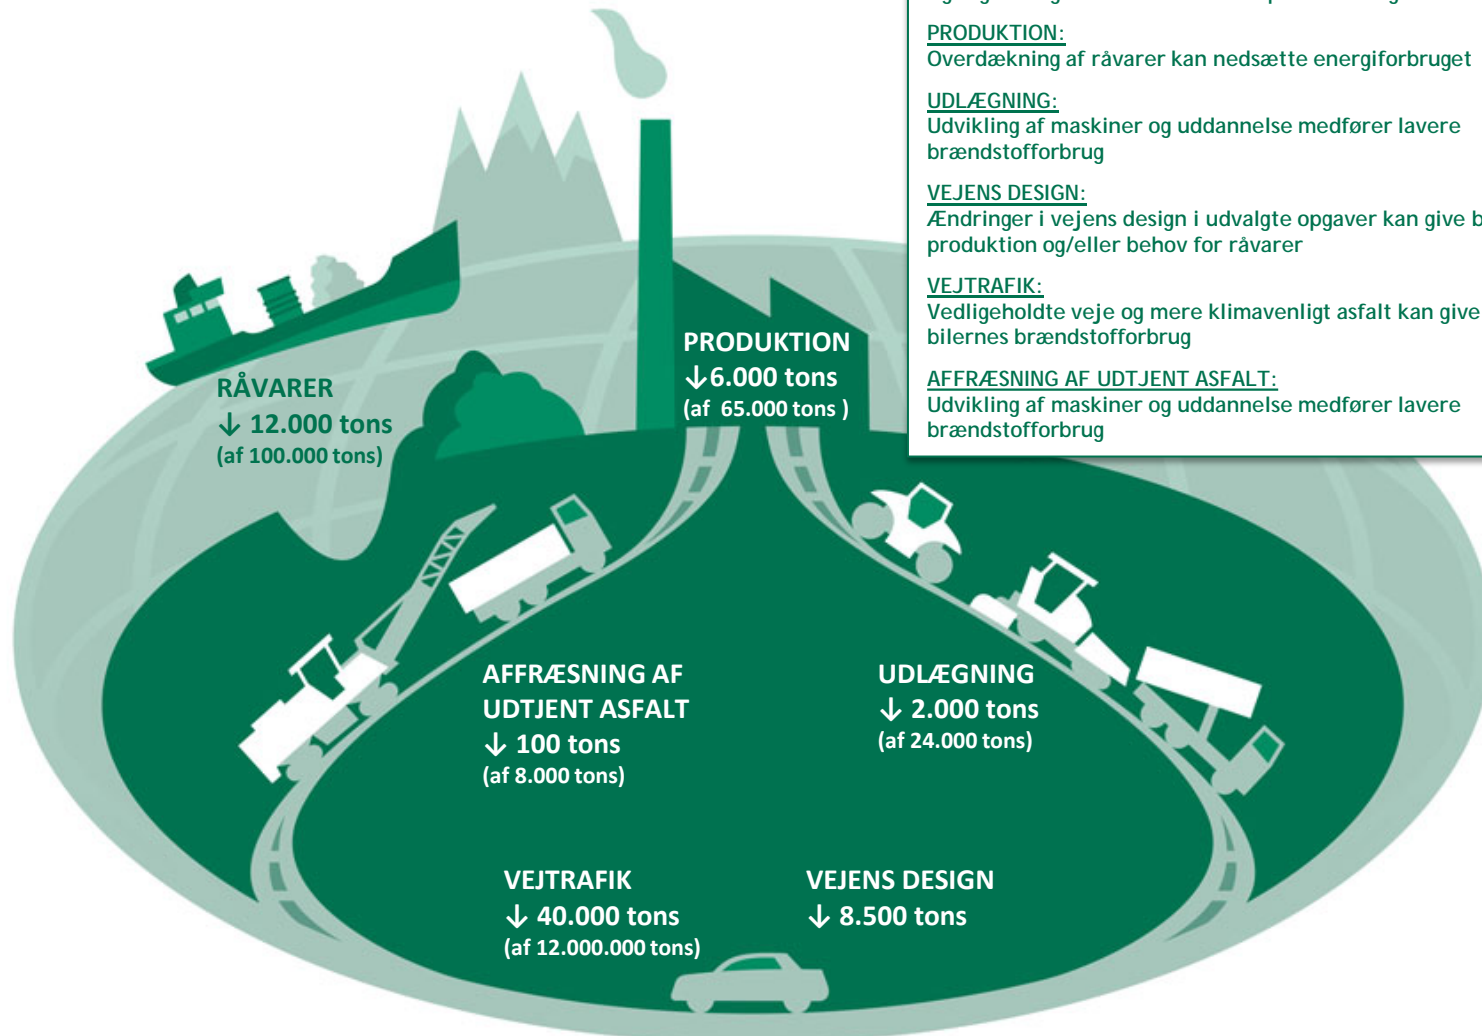 PRODUKTION:
Overdækning af råvarer kan nedsætte energiforbruget
UDLÆGNING:
Udvikling af maskiner og uddannelse medfører lavere
brændstofforbrug
VEJENS DESIGN:
Ændringer i vejens design i udvalgte opgaver kan give
produktion og/eller behov for råvarer
VEJTRAFIK:
Vedligeholdte veje og mere klimavenligt asfalt kan give
bilernes brændstofforbrug
AFFRÆSNING AF UDTJENT ASFALT:
Udvikling af maskiner og uddannelse medfører lavere
brændstofforbrug
PRODUKTION
↓6.000 tons
(af 65.000 tons )
RÅVARER
↓ 12.000 tons
(af 100.000 tons)
AFFRÆSNING AF
UDTJENT ASFALT
↓ 100 tons
(af 8.000 tons)
UDLÆGNING
↓ 2.000 tons
(af 24.000 tons)
VEJTRAFIK
↓ 40.000 tons
(af 12.000.000 tons)
VEJENS DESIGN
↓ 8.500 tons